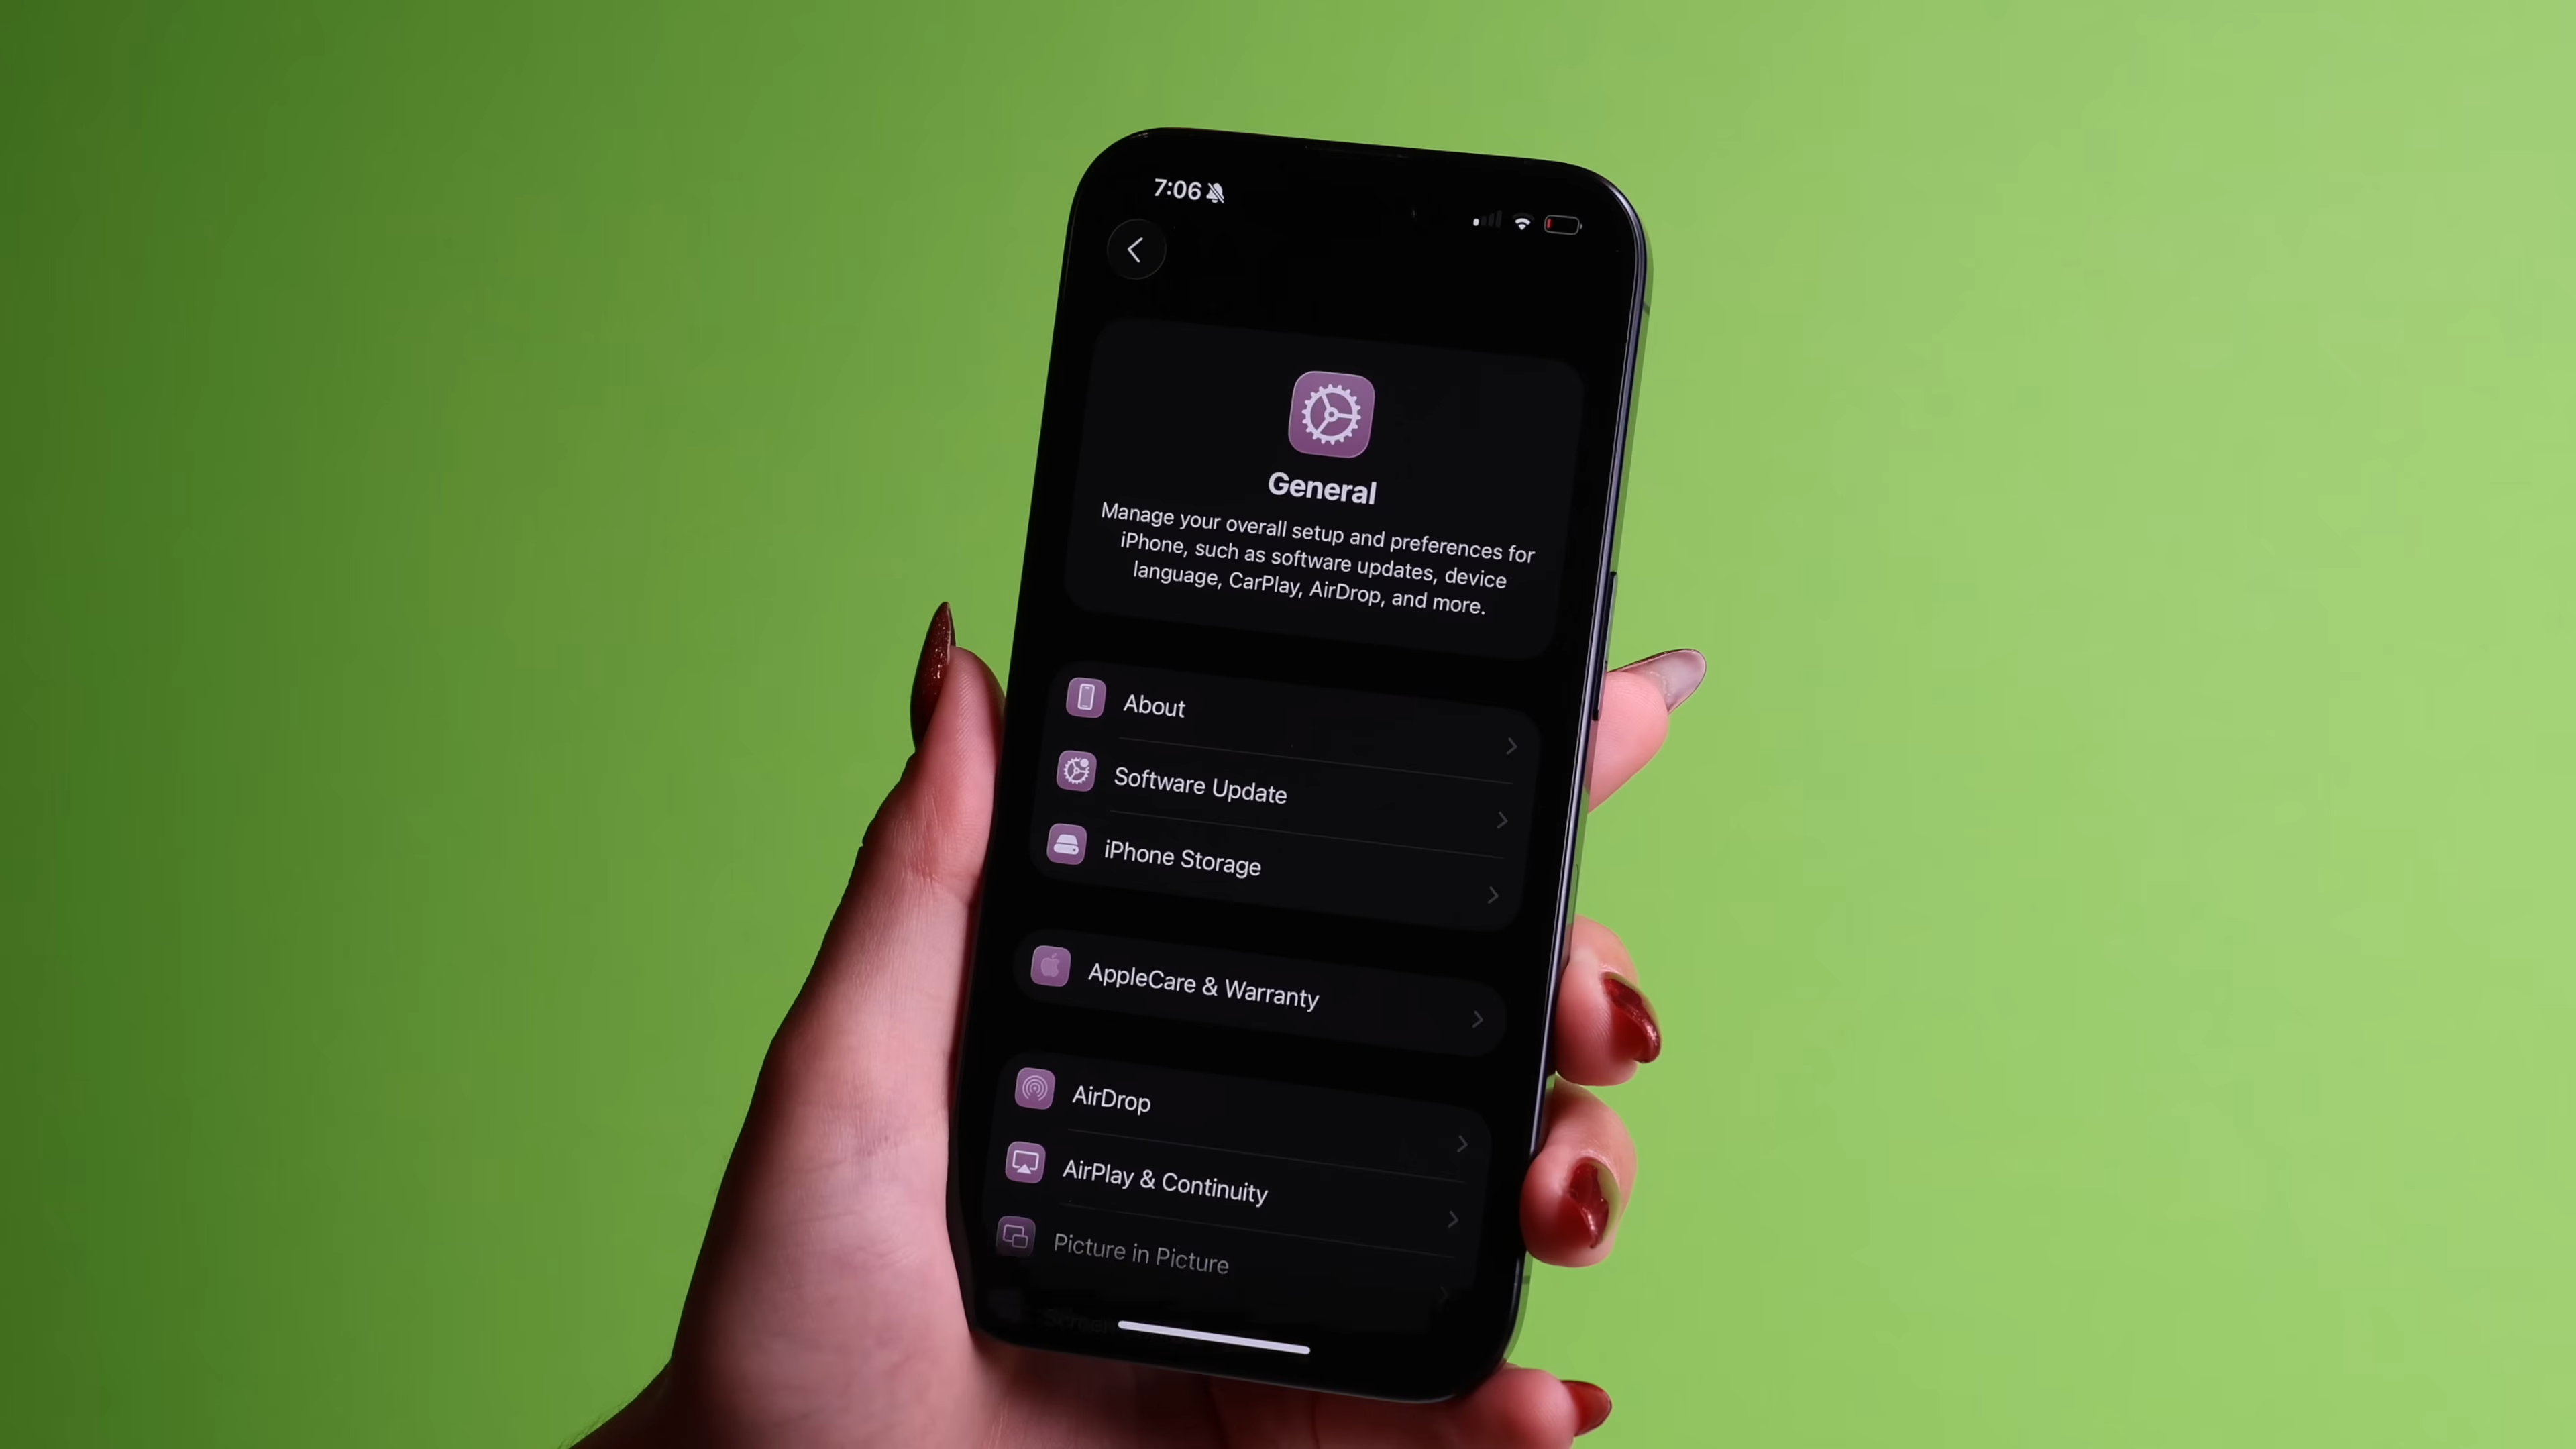 7:06
General
Manage your overall setup and preferences for
iPhone, such as software updates, device
language, CarPlay, AirDrop, and more.
About
Software Update
iPhone Storage
AppleCare & Warranty
AirDrop
AirPlay & Continuity
Picture in Picture